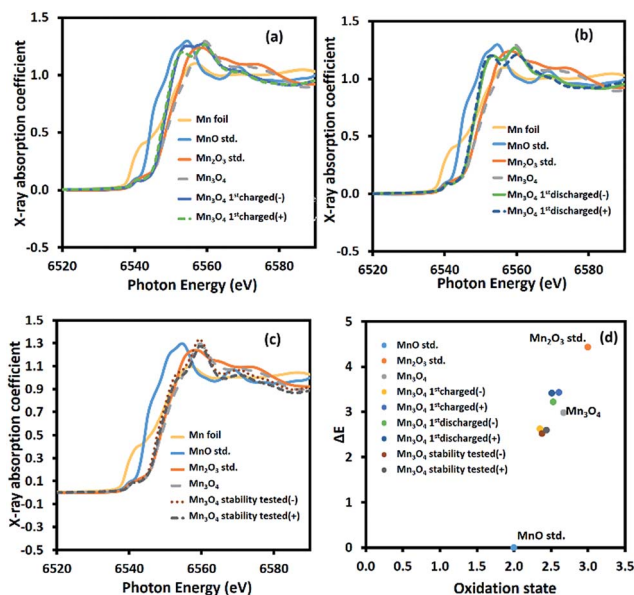 (a)
X-ray absorption coefficient
1.5
1.0
0.5
0.0
-0.5
Mn foil
MnO std.
Mn₂O₃ std.
Mn₃O₄
Mn₃O₄ 1ˢᵗcharged(-)
Mn₃O₄ 1ˢᵗcharged(+)
6520 6540 6560 6580
Photon Energy (eV)
(b)
X-ray absorption coefficient
1.5
1.0
0.5
0.0
-0.5
Mn foil
MnO std.
Mn₂O₃ std.
Mn₃O₄
Mn₃O₄ 1ˢᵗdischarged(-)
Mn₃O₄ 1ˢᵗdischarged(+)
6520 6540 6560 6580
Photon Energy (eV)
(c)
X-ray absorption coefficient
1.5
1.3
1.1
0.9
0.7
0.5
0.3
0.1
-0.1
-0.3
-0.5
Mn foil
MnO std.
Mn₂O₃ std.
Mn₃O₄
Mn₃O₄ stability tested(-)
Mn₃O₄ stability tested(+)
6520 6540 6560 6580
Photon Energy (eV)
(d)
ΔE
5
4
3
2
1
0
MnO std.
Mn₂O₃ std.
Mn₃O₄
Mn₃O₄ 1ˢᵗcharged(-)
Mn₃O₄ 1ˢᵗcharged(+)
Mn₃O₄ 1ˢᵗdischarged(-)
Mn₃O₄ 1ˢᵗdischarged(+)
Mn₃O₄ stability tested(-)
Mn₃O₄ stability tested(+)
Mn₂O₃ std.
Mn₃O₄
MnO std.
0.0 0.5 1.0 1.5 2.0 2.5 3.0 3.5
Oxidation state